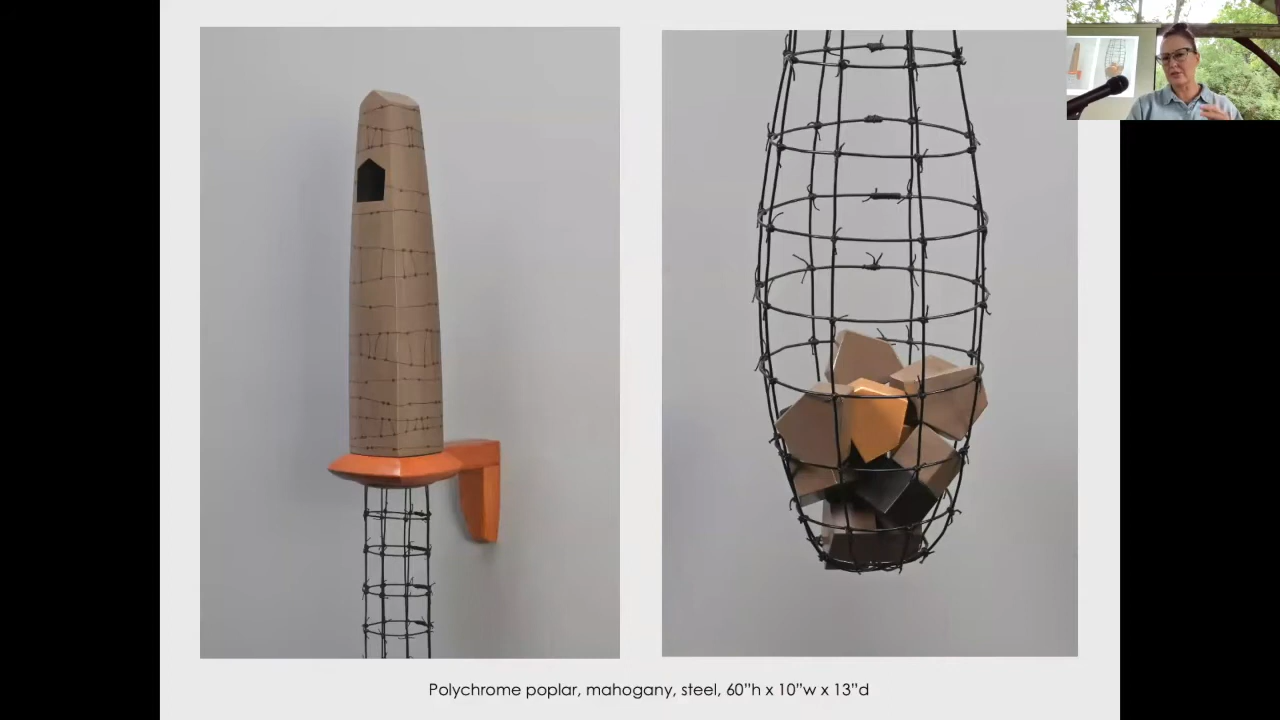 Polychrome poplar, mahogany, steel, 60”h x 10”w x 13”d